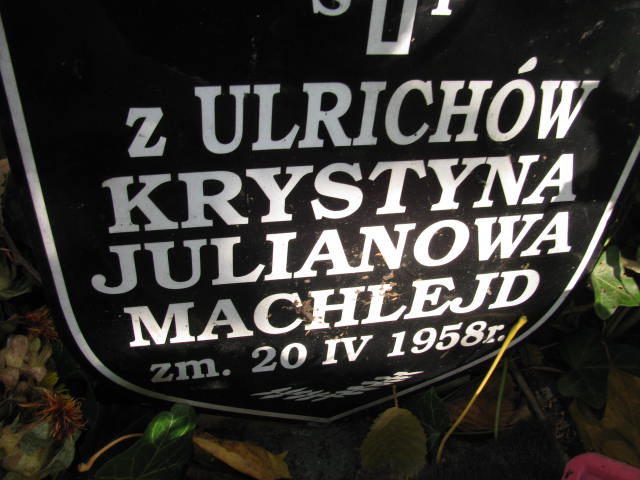 Ś P
z ULRICHÓW
KRYSTYNA
JULIANOWA
MACHLEJD
zm. 20 IV 1958r.